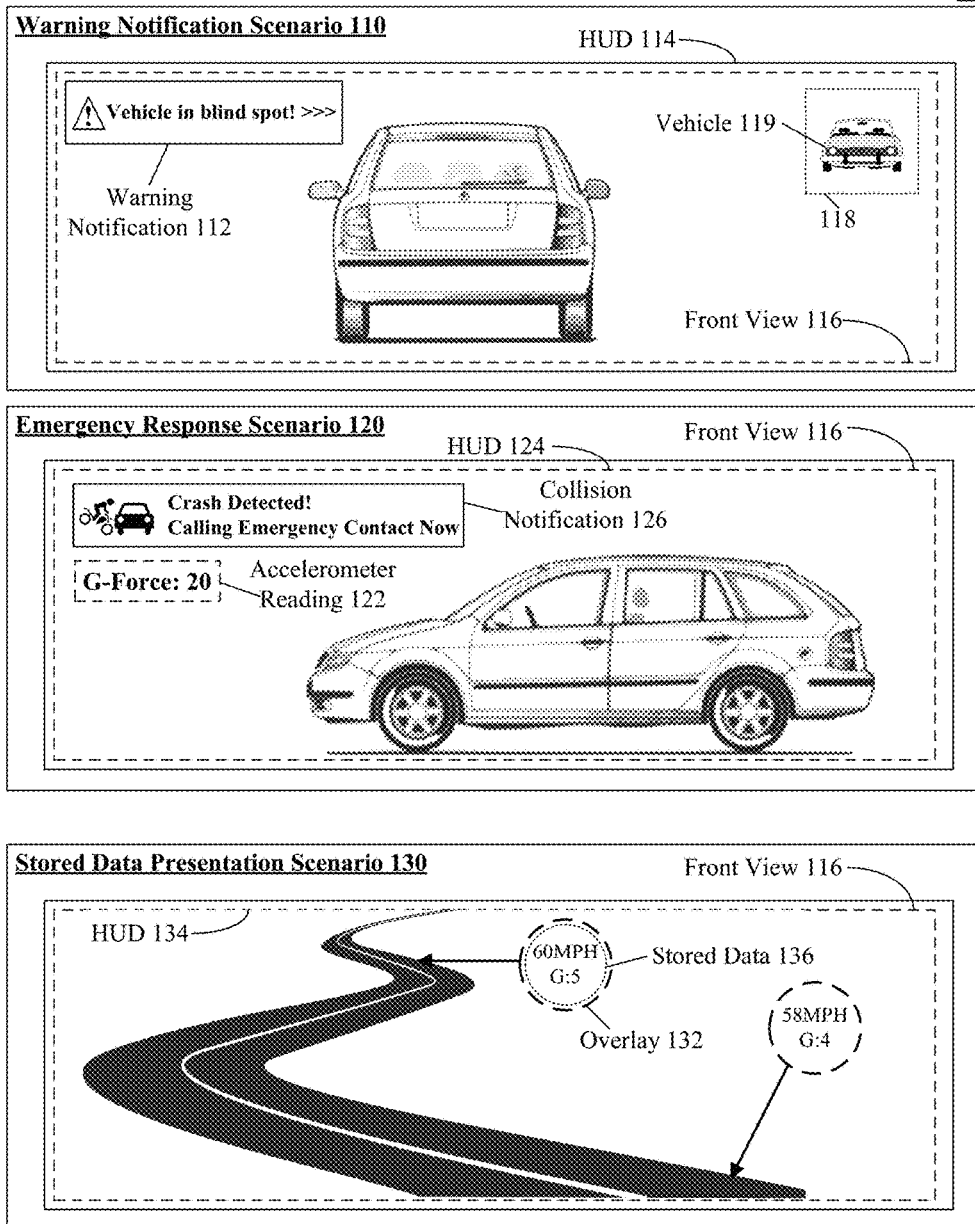 Warning Notification Scenario 110
HUD 114
Vehicle in blind spot! >>>
Vehicle 119
Warning
Notification 112
118
Front View 116
Emergency Response Scenario 120
HUD 124
Front View 116
Crash Detected!
Calling Emergency Contact Now
Collision
Notification 126
G-Force: 20
Accelerometer
Reading 122
Stored Data Presentation Scenario 130
Front View 116
HUD 134
60MPH
G:5
Stored Data 136
Overlay 132
58MPH
G:4